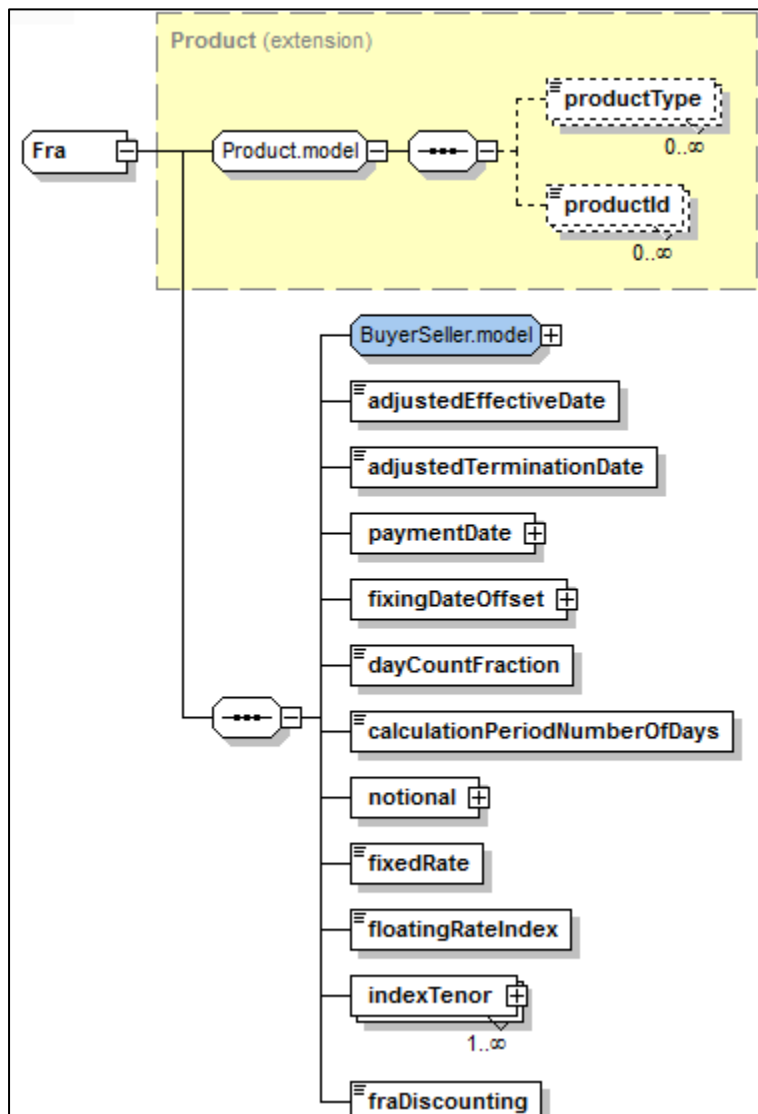 Product (extension)
productType
0..∞
Fra
Product.model
productId
0..∞
BuyerSeller.model
adjustedEffectiveDate
adjustedTerminationDate
paymentDate
fixingDateOffset
dayCountFraction
calculationPeriodNumberOfDays
notional
fixedRate
floatingRateIndex
indexTenor
1..∞
fraDiscounting